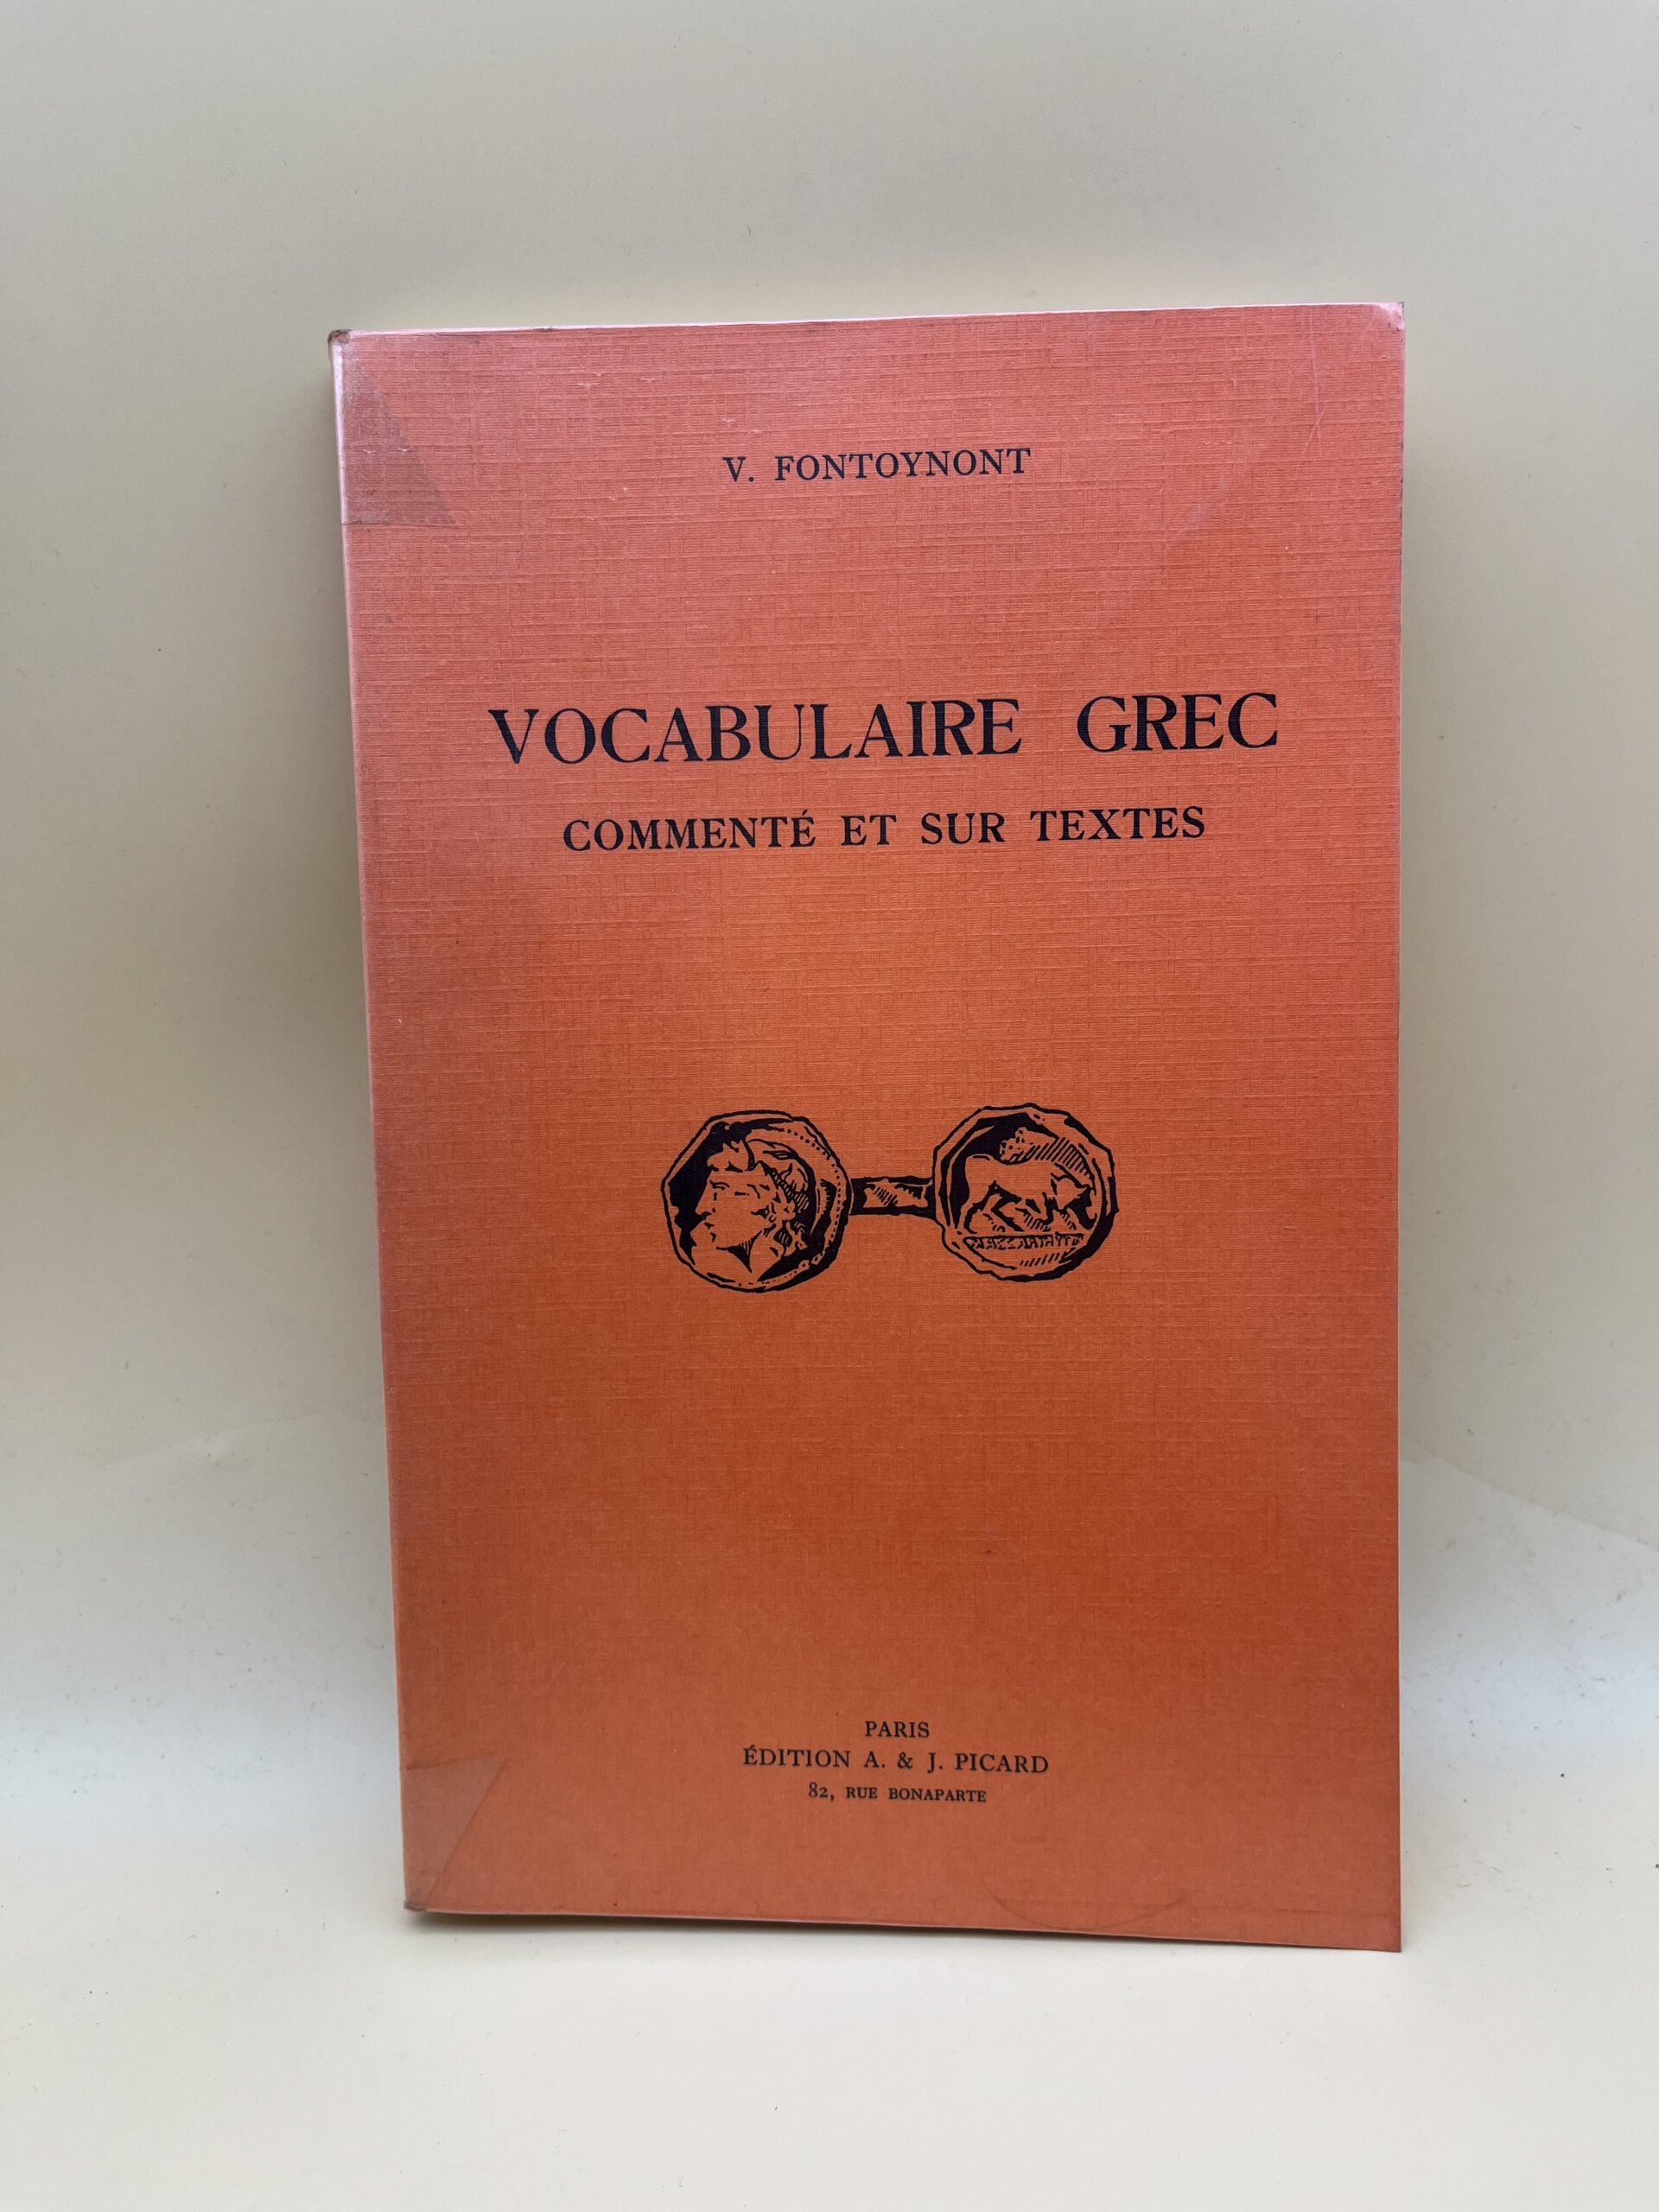 V. FONTOYNONT
VOCABULAIRE GREC
COMMENTÉ ET SUR TEXTES
PARIS
ÉDITION A. & J. PICARD
82, RUE BONAPARTE